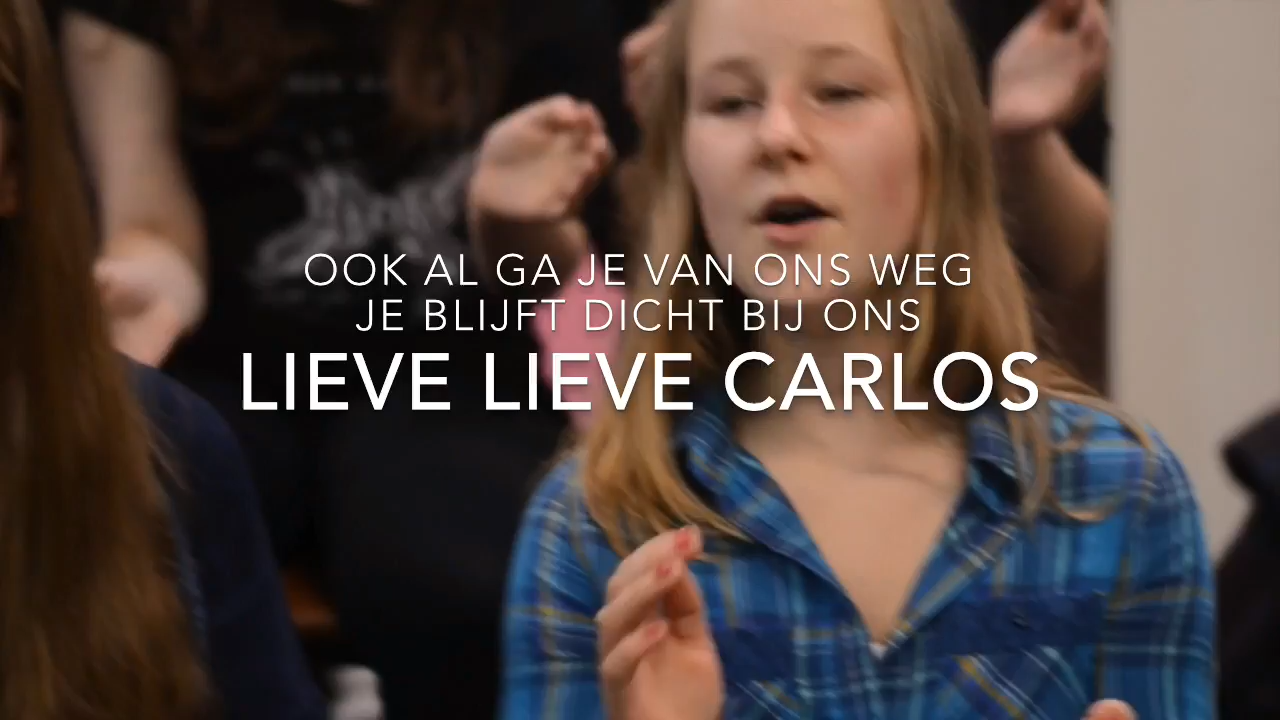 OOK AL GA JE VAN ONS WEG
JE BLIJFT DICHT BIJ ONS
LIEVE LIEVE CARLOS